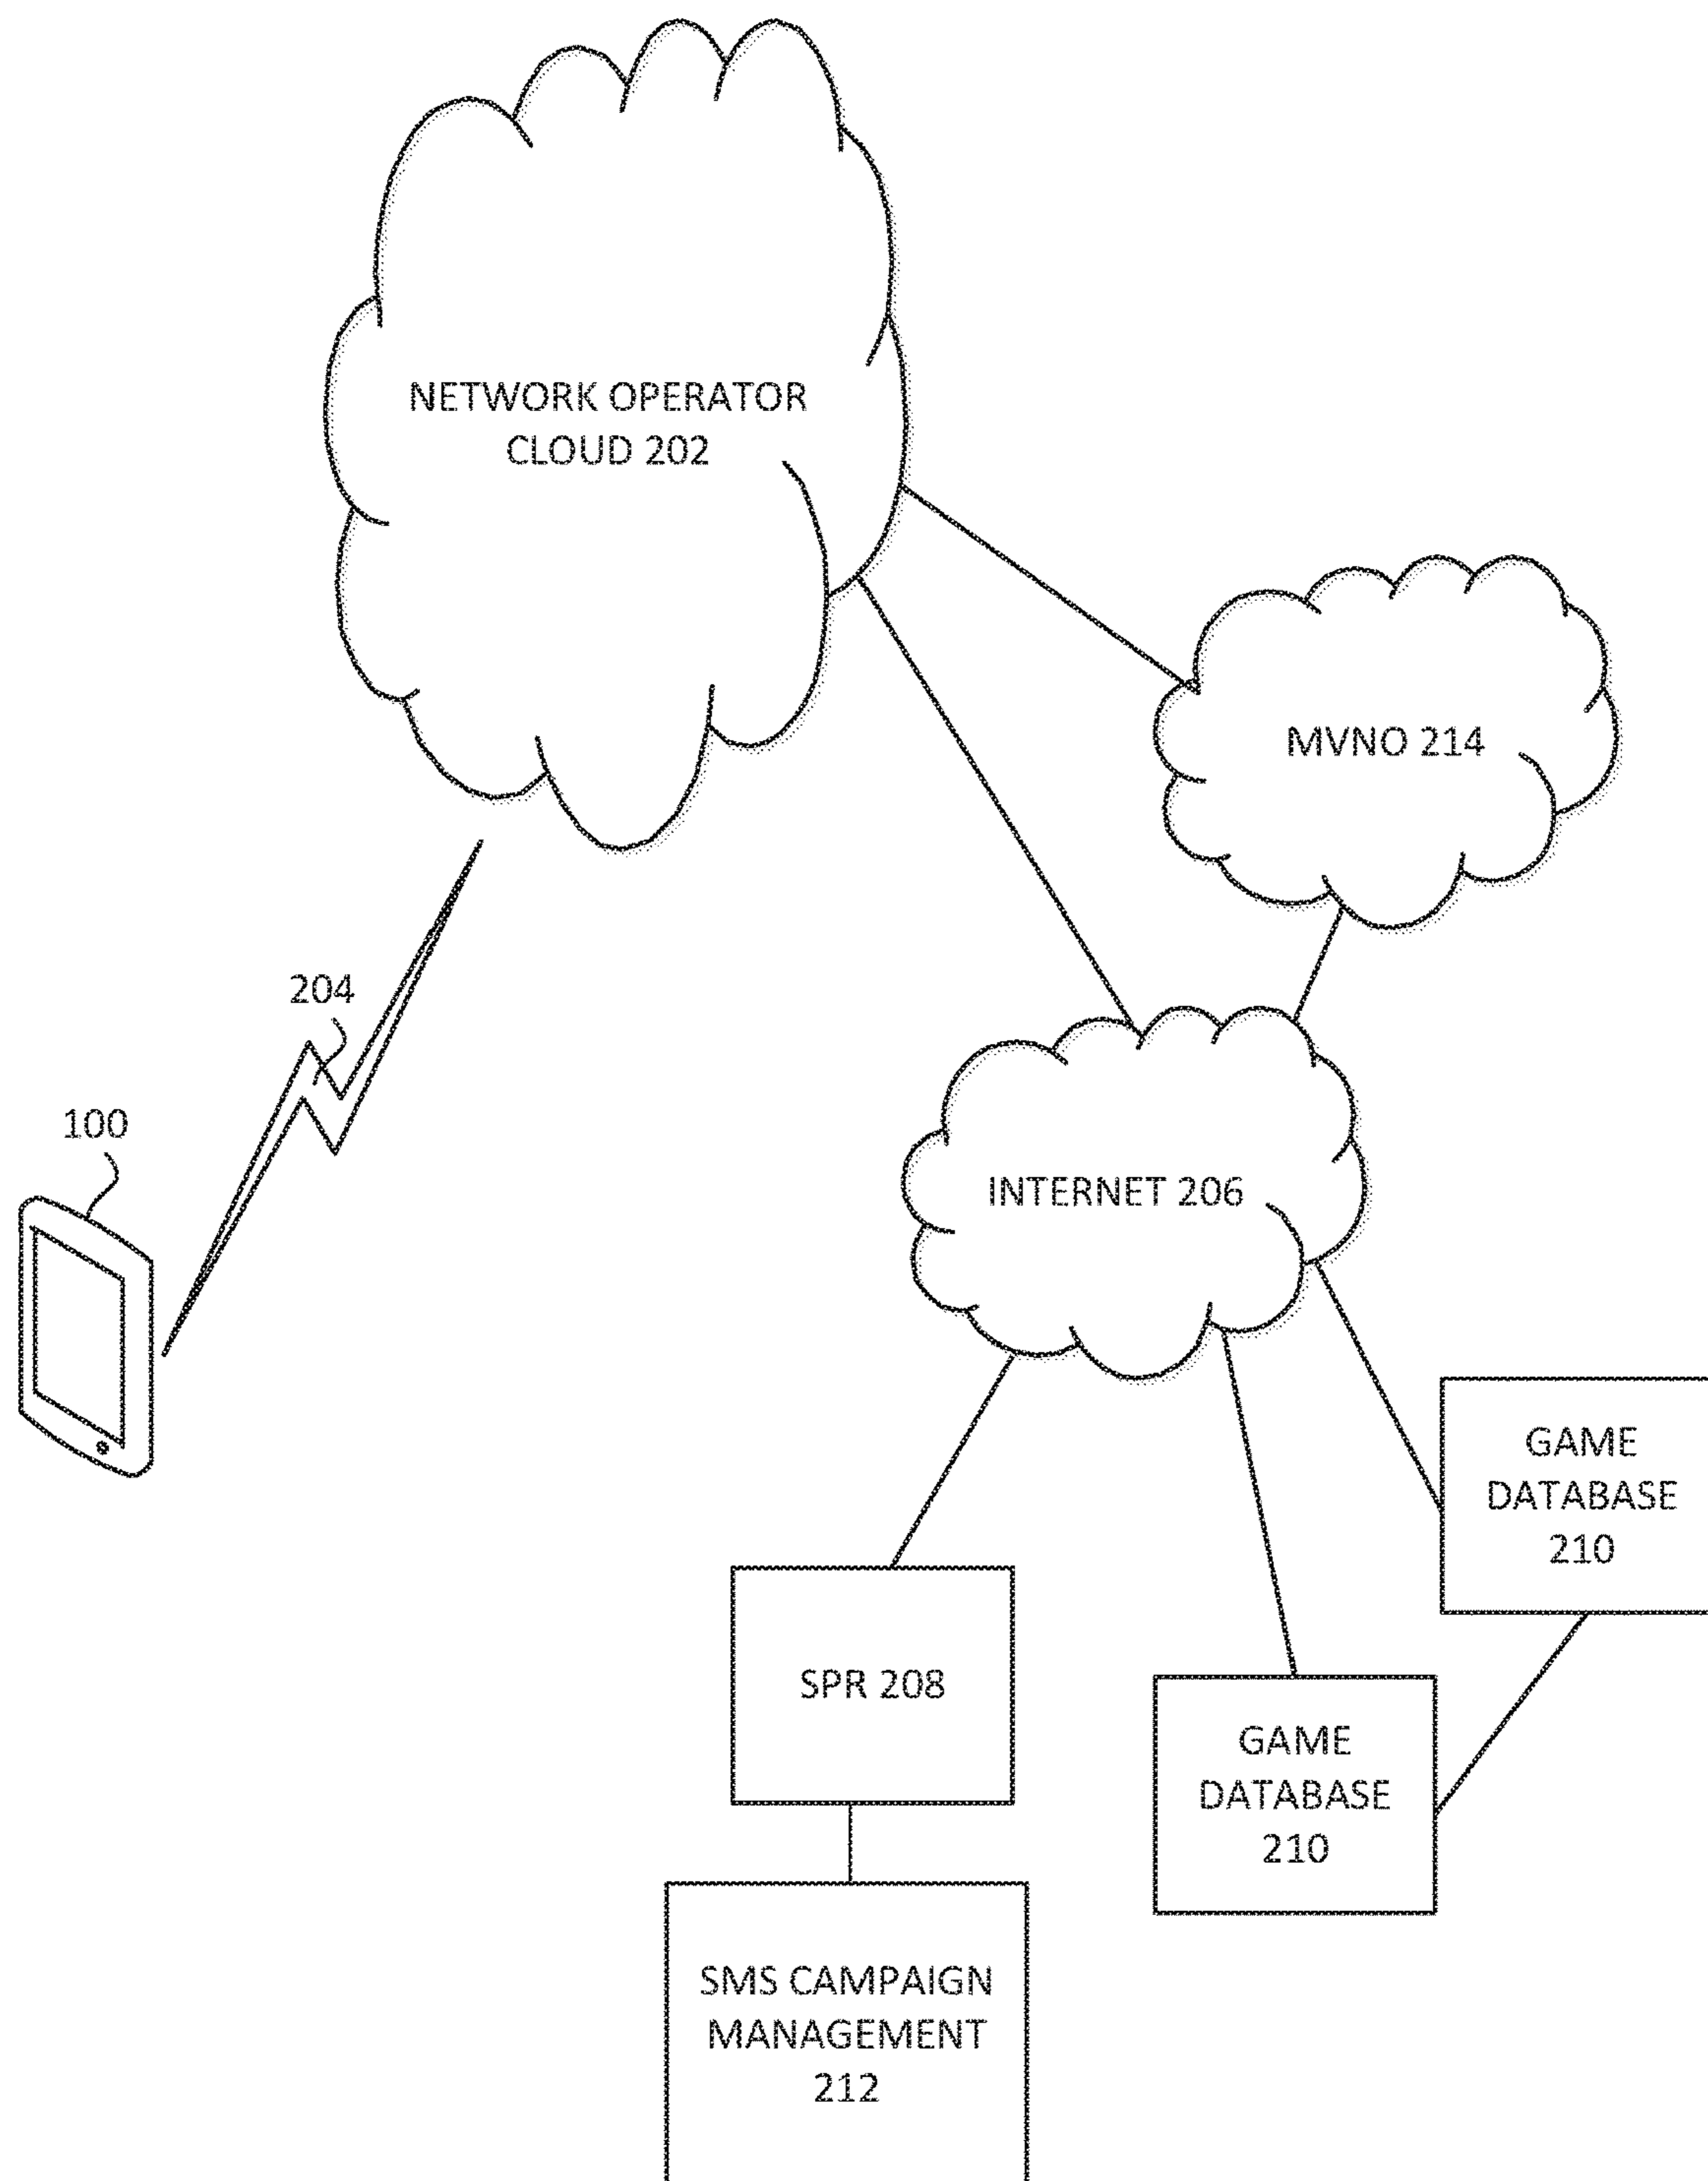 NETWORK OPERATOR
CLOUD 202
MVNO 214
204
100
INTERNET 206
GAME
DATABASE
210
SPR 208
GAME
DATABASE
210
SMS CAMPAIGN
MANAGEMENT
212